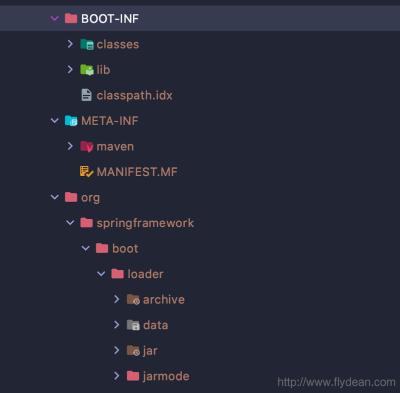 BOOT-INF
classes
lib
classpath.idx
META-INF
maven
MANIFEST.MF
org
springframework
boot
loader
archive
data
jar
jarmode
http://www.flydean.com